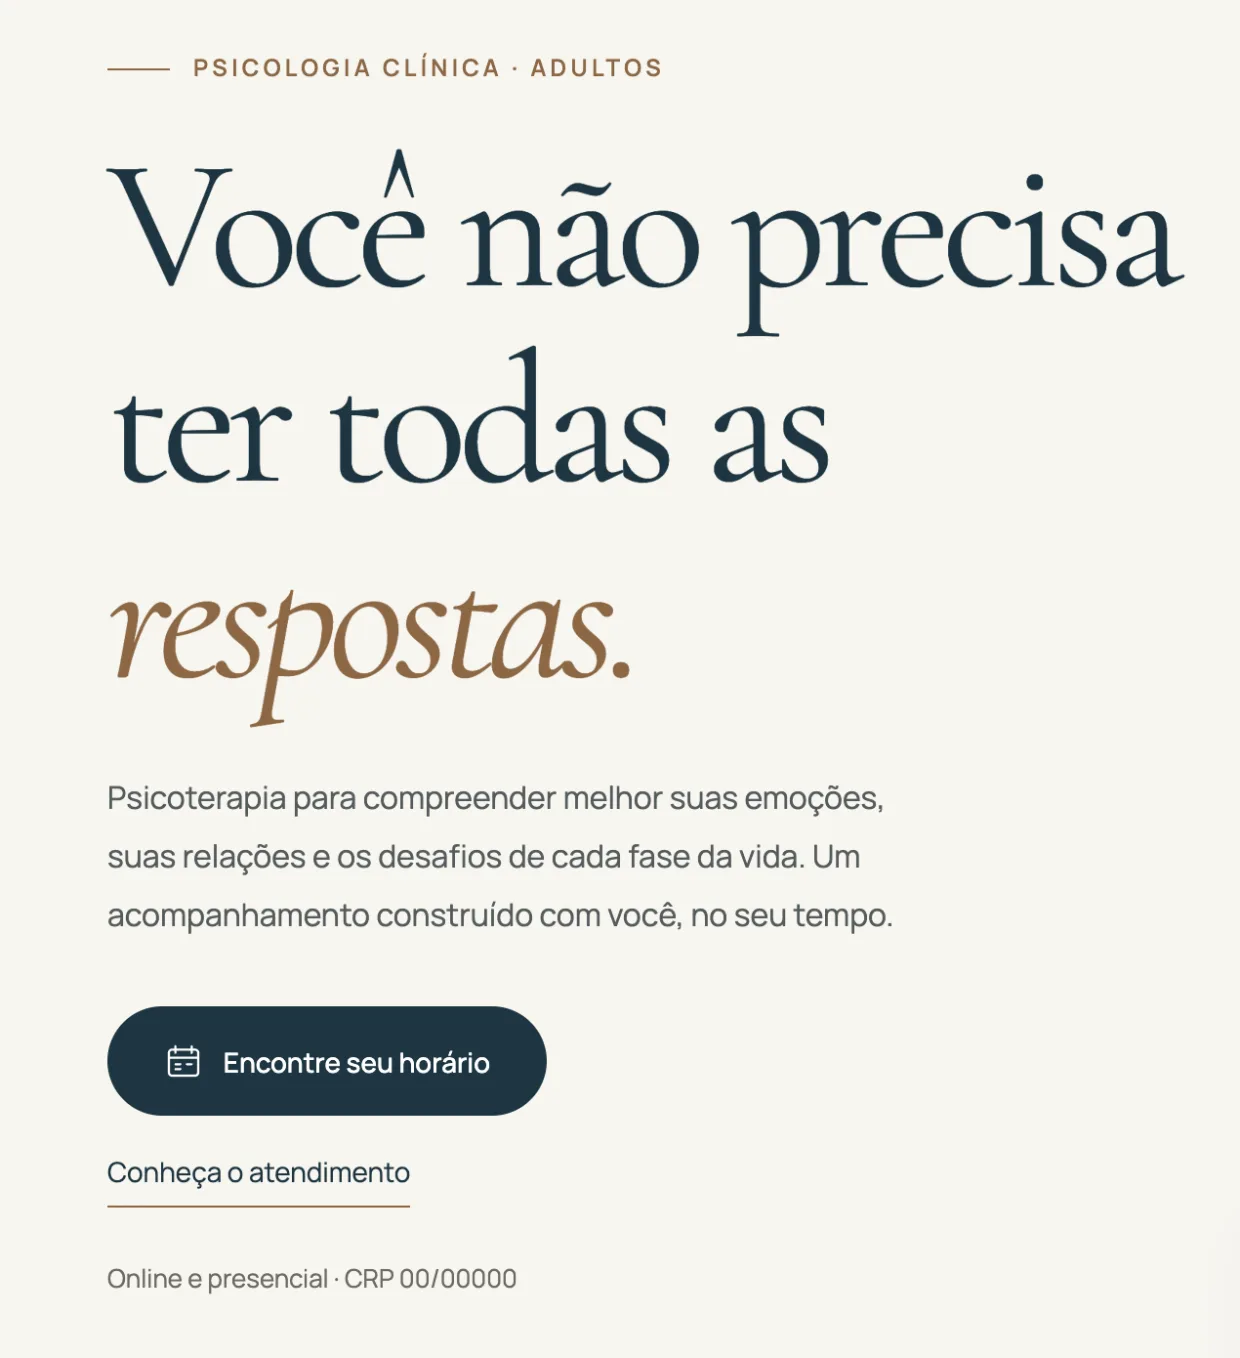 PSICOLOGIA CLÍNICA · ADULTOS
Você não precisa
ter todas as
respostas.
Psicoterapia para compreender melhor suas emoções,
suas relações e os desafios de cada fase da vida. Um
acompanhamento construído com você, no seu tempo.
Encontre seu horário
Conheça o atendimento
Online e presencial · CRP 00/00000